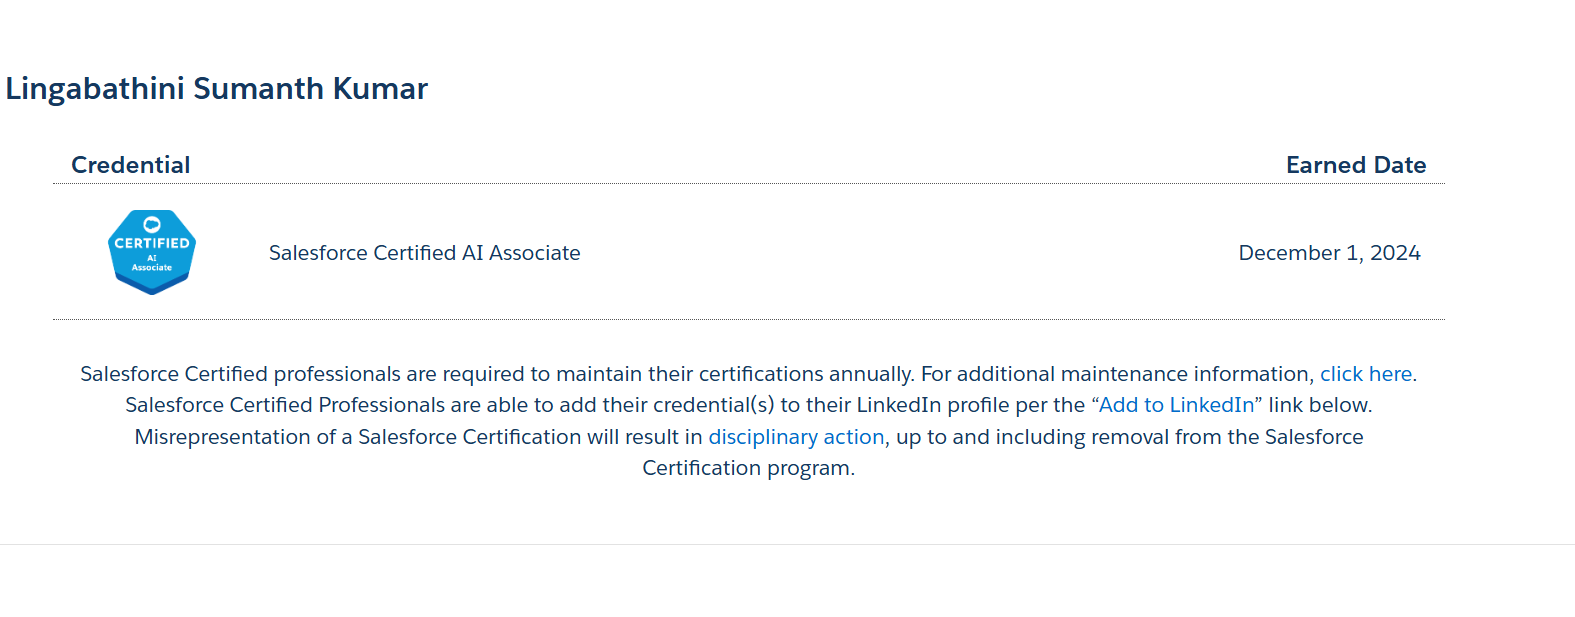 Lingabathini Sumanth Kumar
Credential Earned Date
CERTIFIED
AI
Associate
Salesforce Certified AI Associate December 1, 2024
Salesforce Certified professionals are required to maintain their certifications annually. For additional maintenance information, click here.
Salesforce Certified Professionals are able to add their credential(s) to their LinkedIn profile per the “Add to LinkedIn” link below.
Misrepresentation of a Salesforce Certification will result in disciplinary action, up to and including removal from the Salesforce
Certification program.